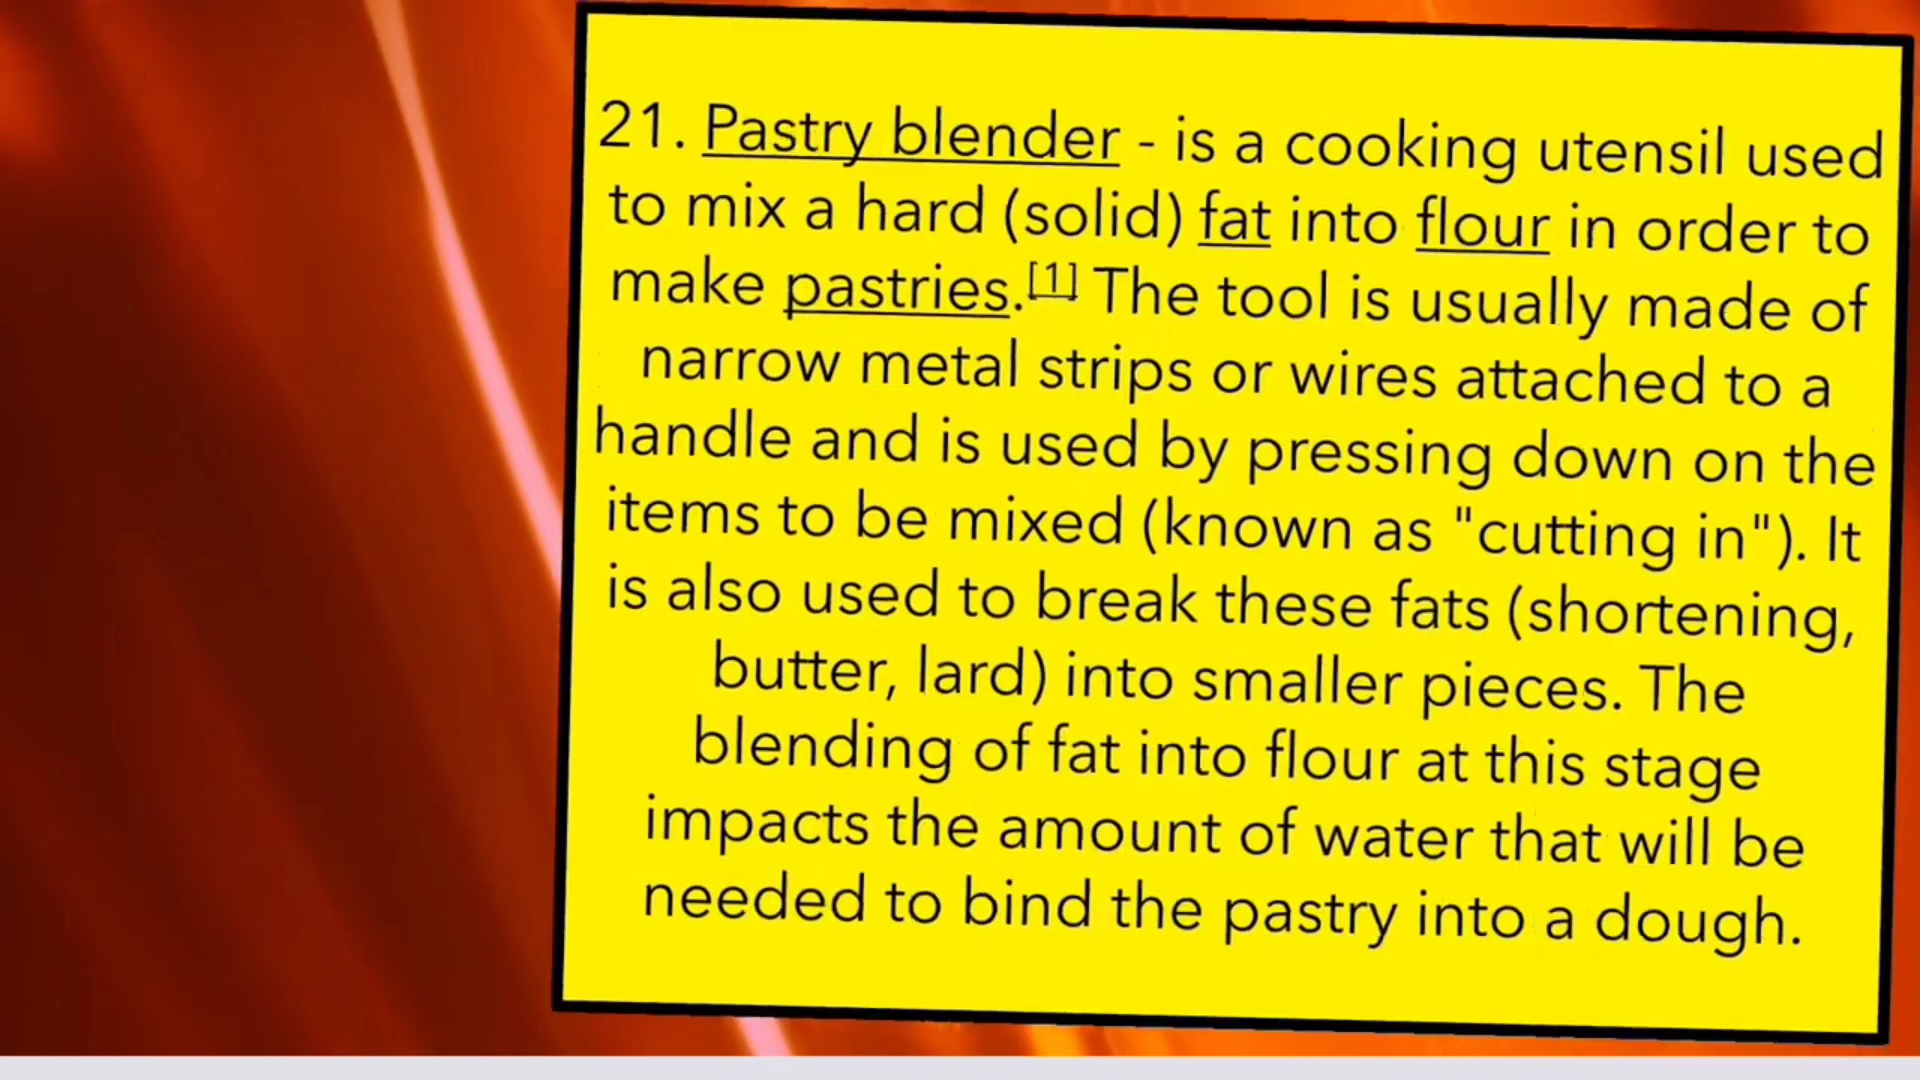 21. Pastry blender - is a cooking utensil used
to mix a hard (solid) fat into flour in order to
make pastries.[1] The tool is usually made of
narrow metal strips or wires attached to a
handle and is used by pressing down on the
items to be mixed (known as "cutting in"). It
is also used to break these fats (shortening,
butter, lard) into smaller pieces. The
blending of fat into flour at this stage
impacts the amount of water that will be
needed to bind the pastry into a dough.